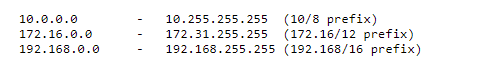 10.0.0.0 - 10.255.255.255 (10/8 prefix)
172.16.0.0 - 172.31.255.255 (172.16/12 prefix)
192.168.0.0 - 192.168.255.255 (192.168/16 prefix)